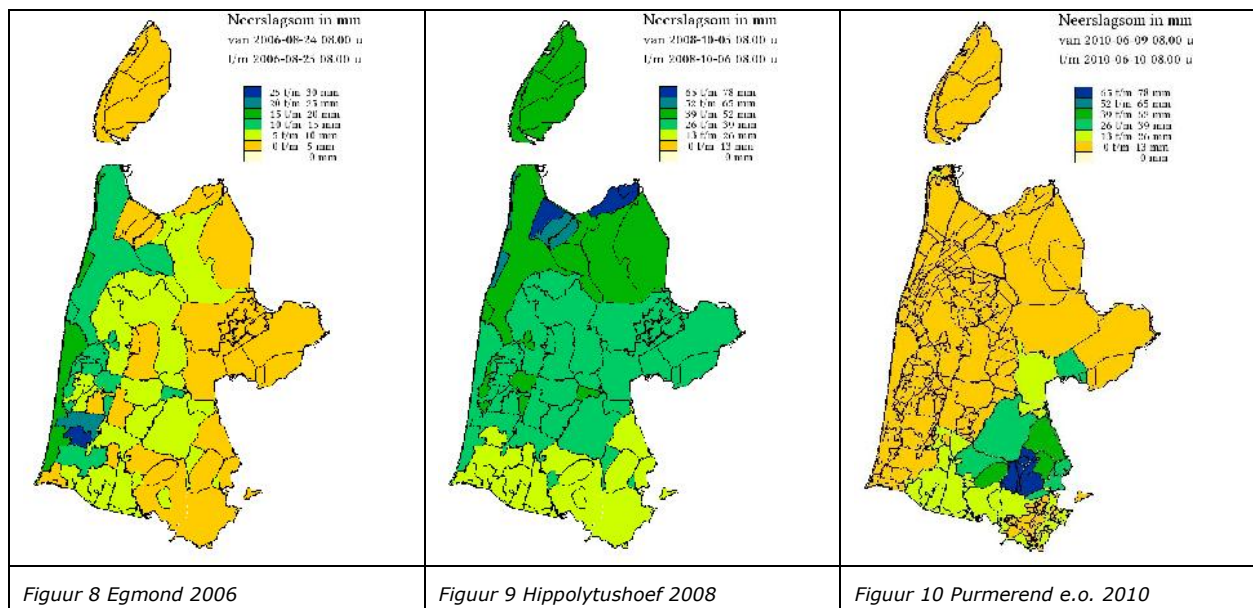 Neerslagsom in mm
van 2006-08-24 08.00 u
t/m 2006-08-25 08.00 u
25 t/m 30 mm
20 t/m 25 mm
15 t/m 20 mm
10 t/m 15 mm
5 t/m 10 mm
0 t/m 5 mm
0 mm
Figuur 8 Egmond 2006
Neerslagsom in mm
van 2008-10-05 08.00 u
t/m 2008-10-06 08.00 u
65 t/m 78 mm
52 t/m 65 mm
39 t/m 52 mm
26 t/m 39 mm
13 t/m 26 mm
0 t/m 13 mm
0 mm
Figuur 9 Hippolytushoef 2008
Neerslagsom in mm
van 2010-06-09 08.00 u
t/m 2010-06-10 08.00 u
65 t/m 78 mm
52 t/m 65 mm
39 t/m 52 mm
26 t/m 39 mm
13 t/m 26 mm
0 t/m 13 mm
0 mm
Figuur 10 Purmerend e.o. 2010